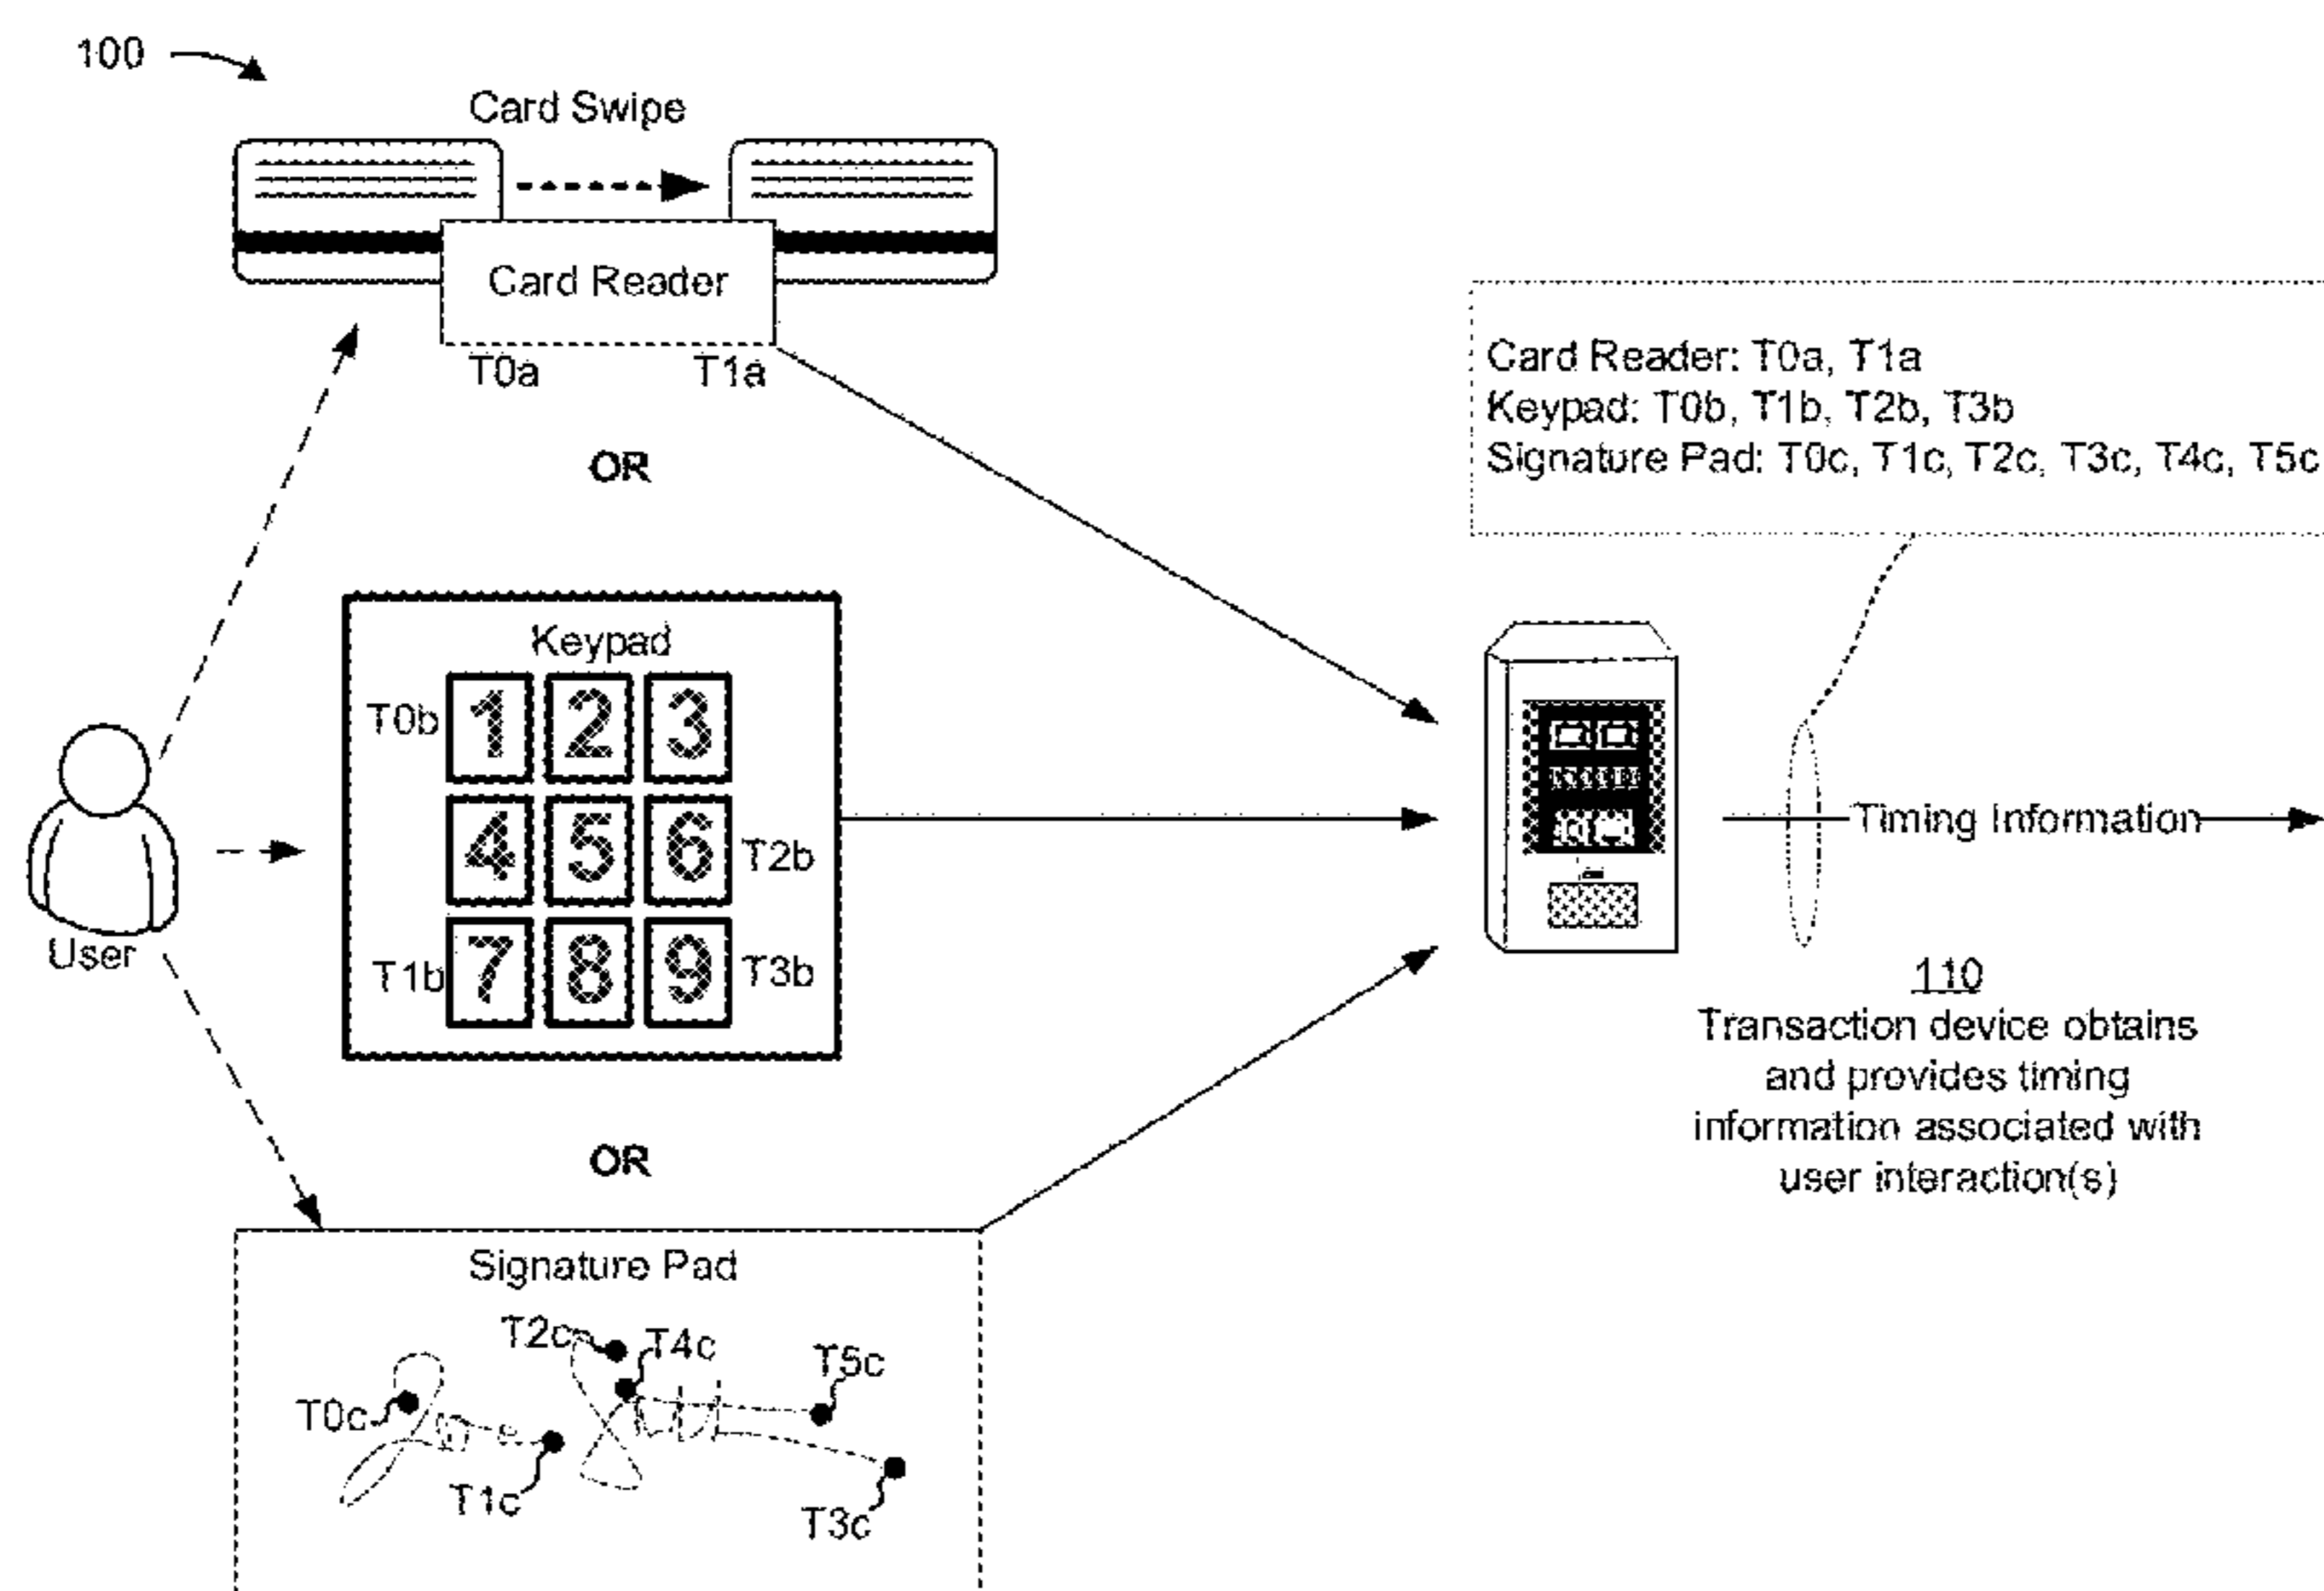 100
Card Swipe
Card Reader
T0a T1a
Card Reader: T0a, T1a
Keypad: T0b, T1b, T2b, T3b
Signature Pad: T0c, T1c, T2c, T3c, T4c, T5c
OR
Keypad
T0b 1 2 3
4 5 6 T2b
T1b 7 8 9 T3b
User
Timing Information
110
Transaction device obtains
and provides timing
information associated with
user interaction(s)
OR
Signature Pad
T2c T4c T5c
T0c
T1c T3c